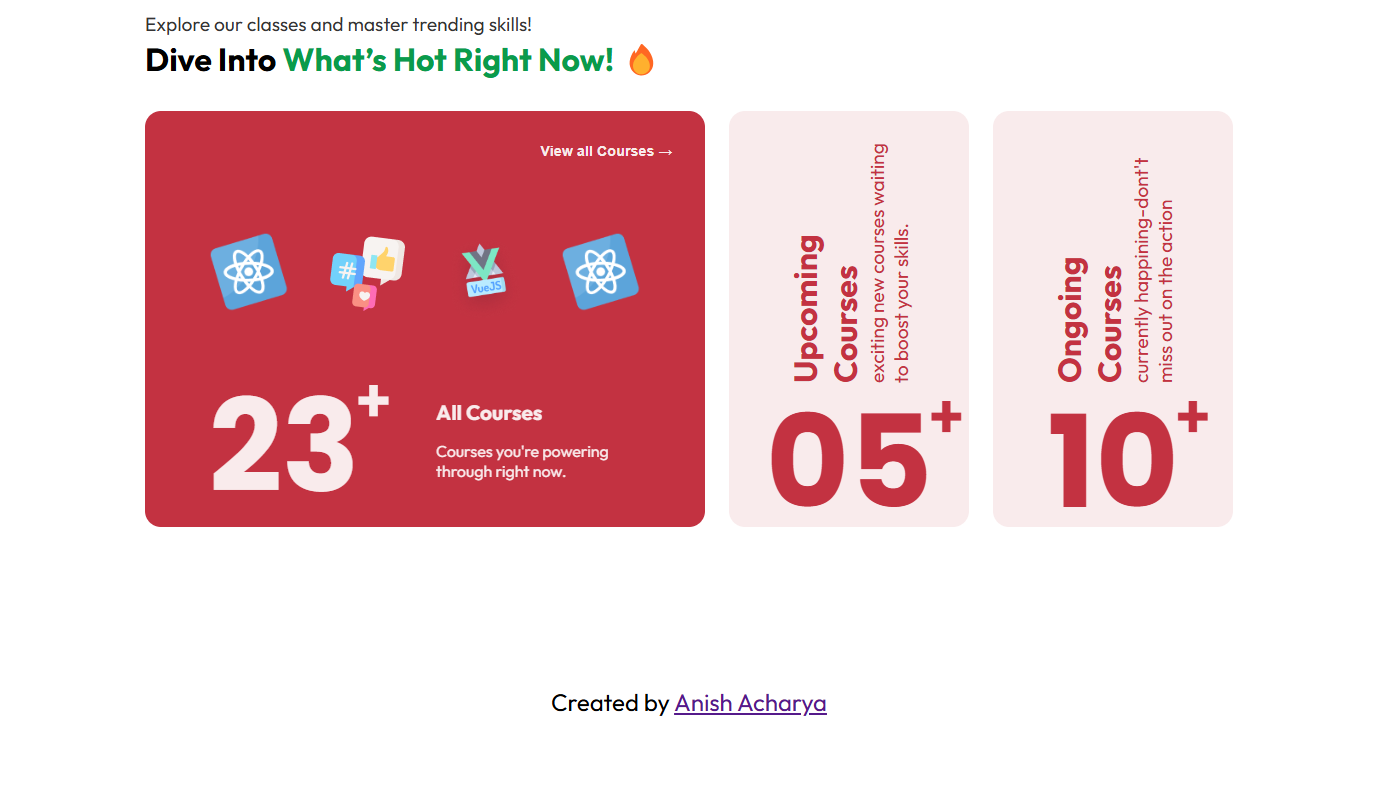 Explore our classes and master trending skills!
Dive Into What’s Hot Right Now! 🔥
View all Courses →
#
VueJS
23+
All Courses
Courses you're powering
through right now.
Upcoming
Courses
exciting new courses waiting
to boost your skills.
05+
Ongoing
Courses
currently happining-dont't
miss out on the action
10+
Created by Anish Acharya